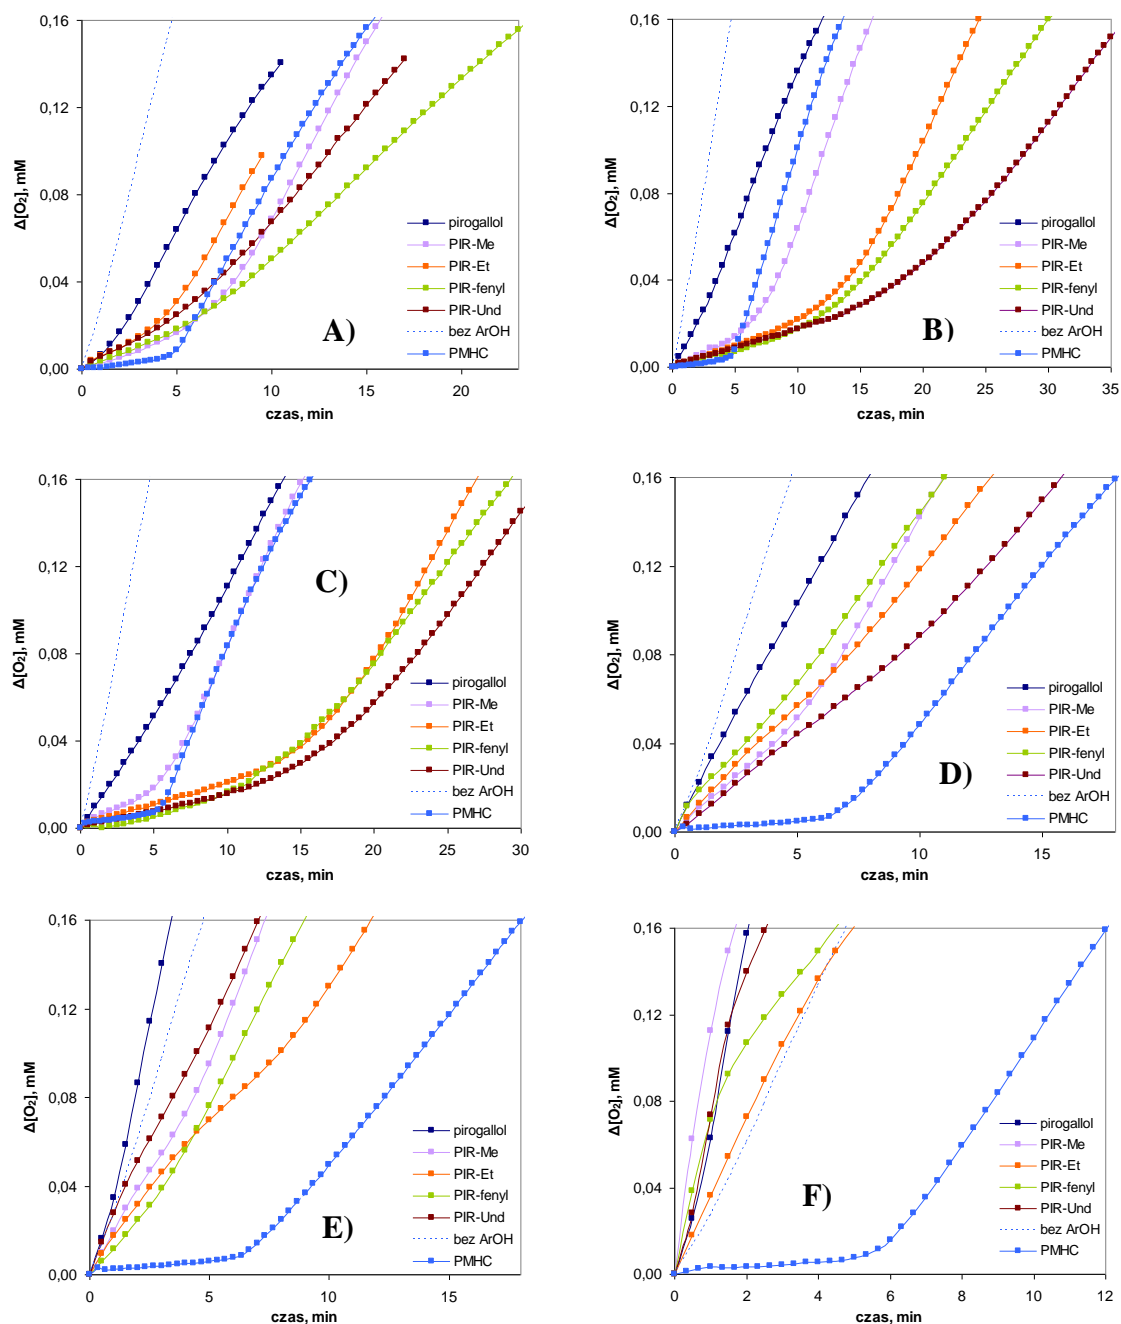 0,16
0,12
0,08
0,04
0,00
Δ[O₂], mM
0
5
10
15
20
czas, min
A)
pirogallol
PIR-Me
PIR-Et
PIR-fenyl
PIR-Und
bez ArOH
PMHC
0,16
0,12
0,08
0,04
0,00
Δ[O₂], mM
0
5
10
15
20
25
30
35
czas, min
B)
pirogallol
PIR-Me
PIR-Et
PIR-fenyl
PIR-Und
bez ArOH
PMHC
0,16
0,12
0,08
0,04
0,00
Δ[O₂], mM
0
5
10
15
20
25
30
czas, min
C)
pirogallol
PIR-Me
PIR-Et
PIR-fenyl
PIR-Und
bez ArOH
PMHC
0,16
0,12
0,08
0,04
0,00
Δ[O₂], mM
0
5
10
15
czas, min
D)
pirogallol
PIR-Me
PIR-Et
PIR-fenyl
PIR-Und
bez ArOH
PMHC
0,16
0,12
0,08
0,04
0,00
Δ[O₂], mM
0
5
10
15
czas, min
E)
pirogallol
PIR-Me
PIR-Et
PIR-fenyl
PIR-Und
bez ArOH
PMHC
0,16
0,12
0,08
0,04
0,00
Δ[O₂], mM
0
2
4
6
8
10
12
czas, min
F)
pirogallol
PIR-Me
PIR-Et
PIR-fenyl
PIR-Und
bez ArOH
PMHC